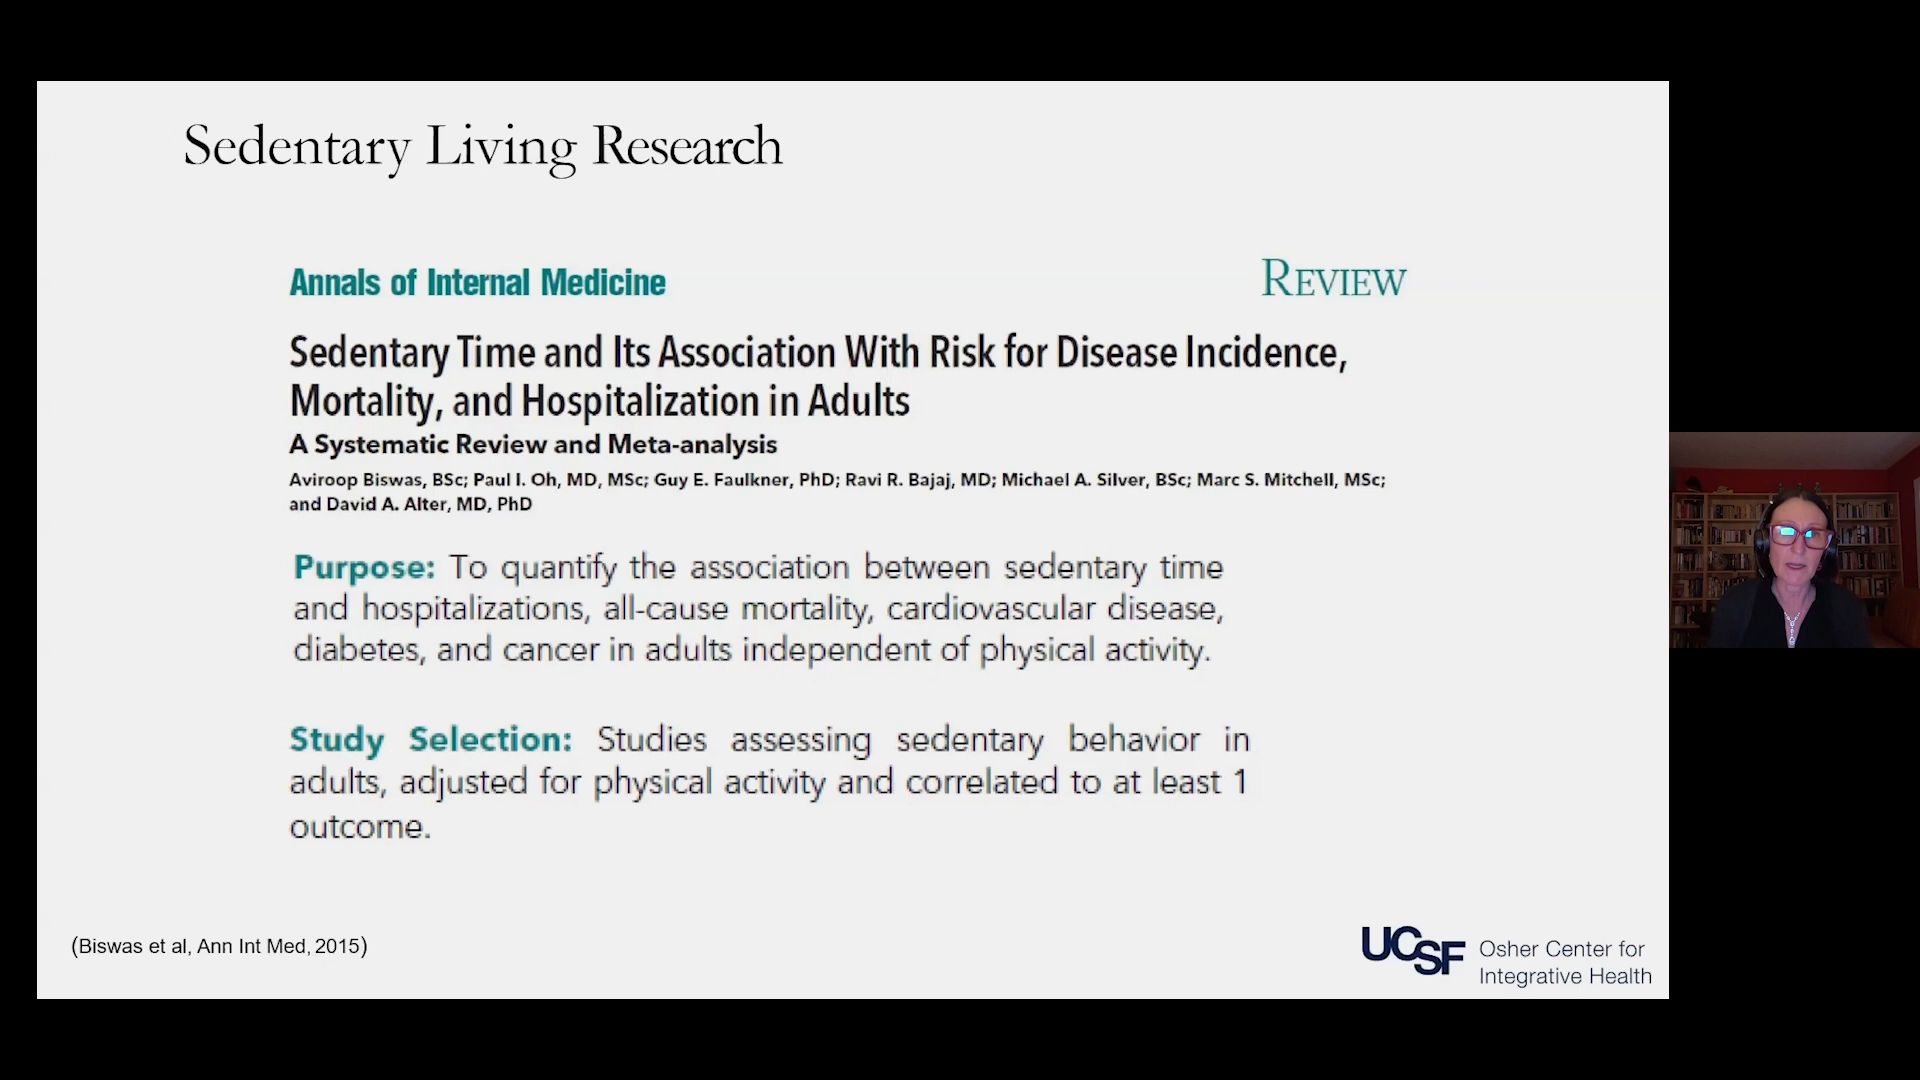 Sedentary Living Research
Annals of Internal Medicine
REVIEW
Sedentary Time and Its Association With Risk for Disease Incidence,
Mortality, and Hospitalization in Adults
A Systematic Review and Meta-analysis
Aviroop Biswas, BSc; Paul I. Oh, MD, MSc; Guy E. Faulkner, PhD; Ravi R. Bajaj, MD; Michael A. Silver, BSc; Marc S. Mitchell, MSc;
and David A. Alter, MD, PhD
Purpose: To quantify the association between sedentary time
and hospitalizations, all-cause mortality, cardiovascular disease,
diabetes, and cancer in adults independent of physical activity.
Study Selection: Studies assessing sedentary behavior in
adults, adjusted for physical activity and correlated to at least 1
outcome.
(Biswas et al, Ann Int Med, 2015)
UCSF Osher Center for
Integrative Health